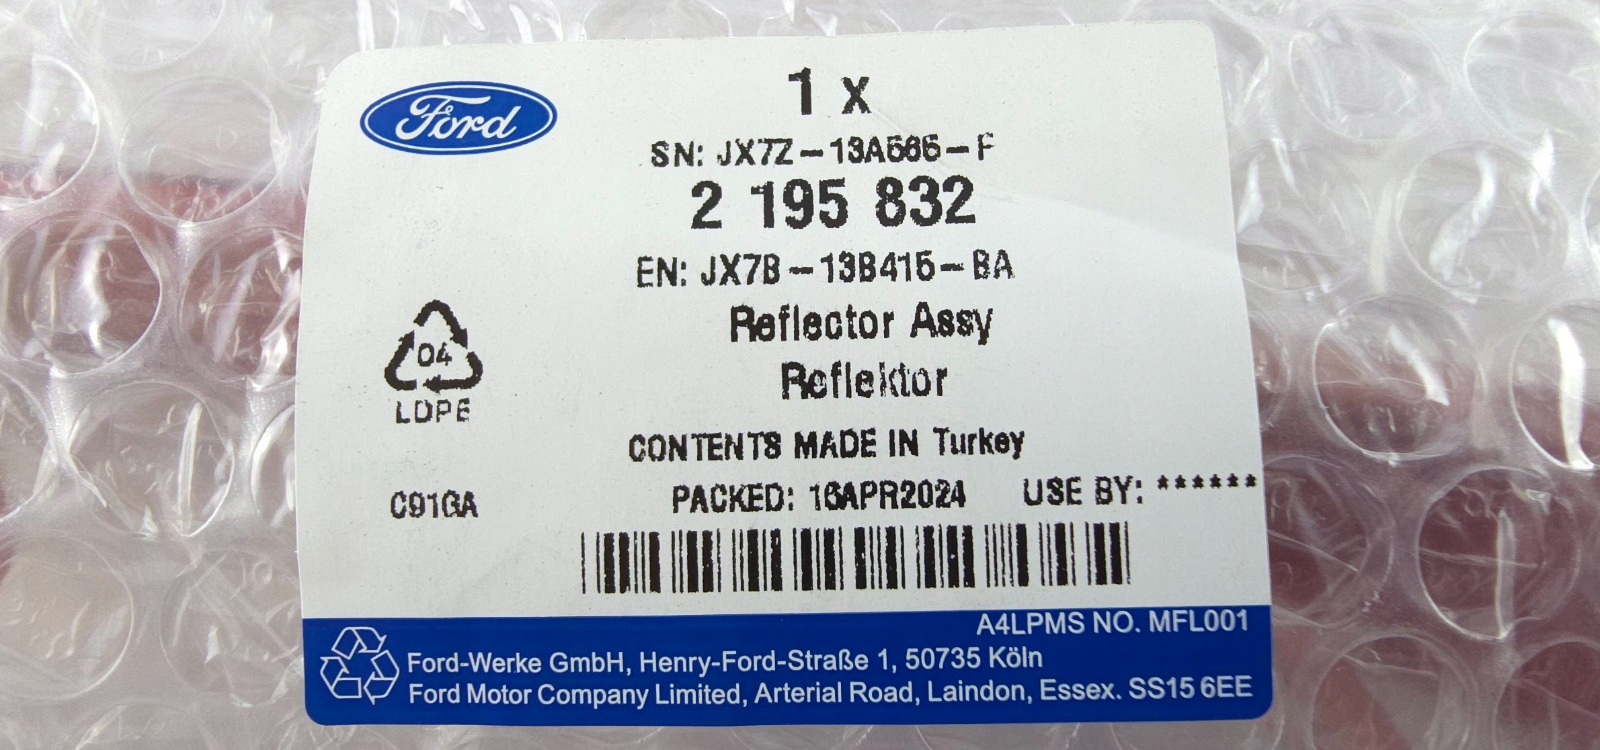 Ford
1 x
SN: JX7Z-13A565-F
2 195 832
EN: JX7B-13B415-BA
Reflector Assy
Reflektor
04
LDPE
CONTENTS MADE IN Turkey
C91GA
PACKED: 16APR2024 USE BY: ******
A4LPMS NO. MFL001
Ford-Werke GmbH, Henry-Ford-Straße 1, 50735 Köln
Ford Motor Company Limited, Arterial Road, Laindon, Essex. SS15 6EE